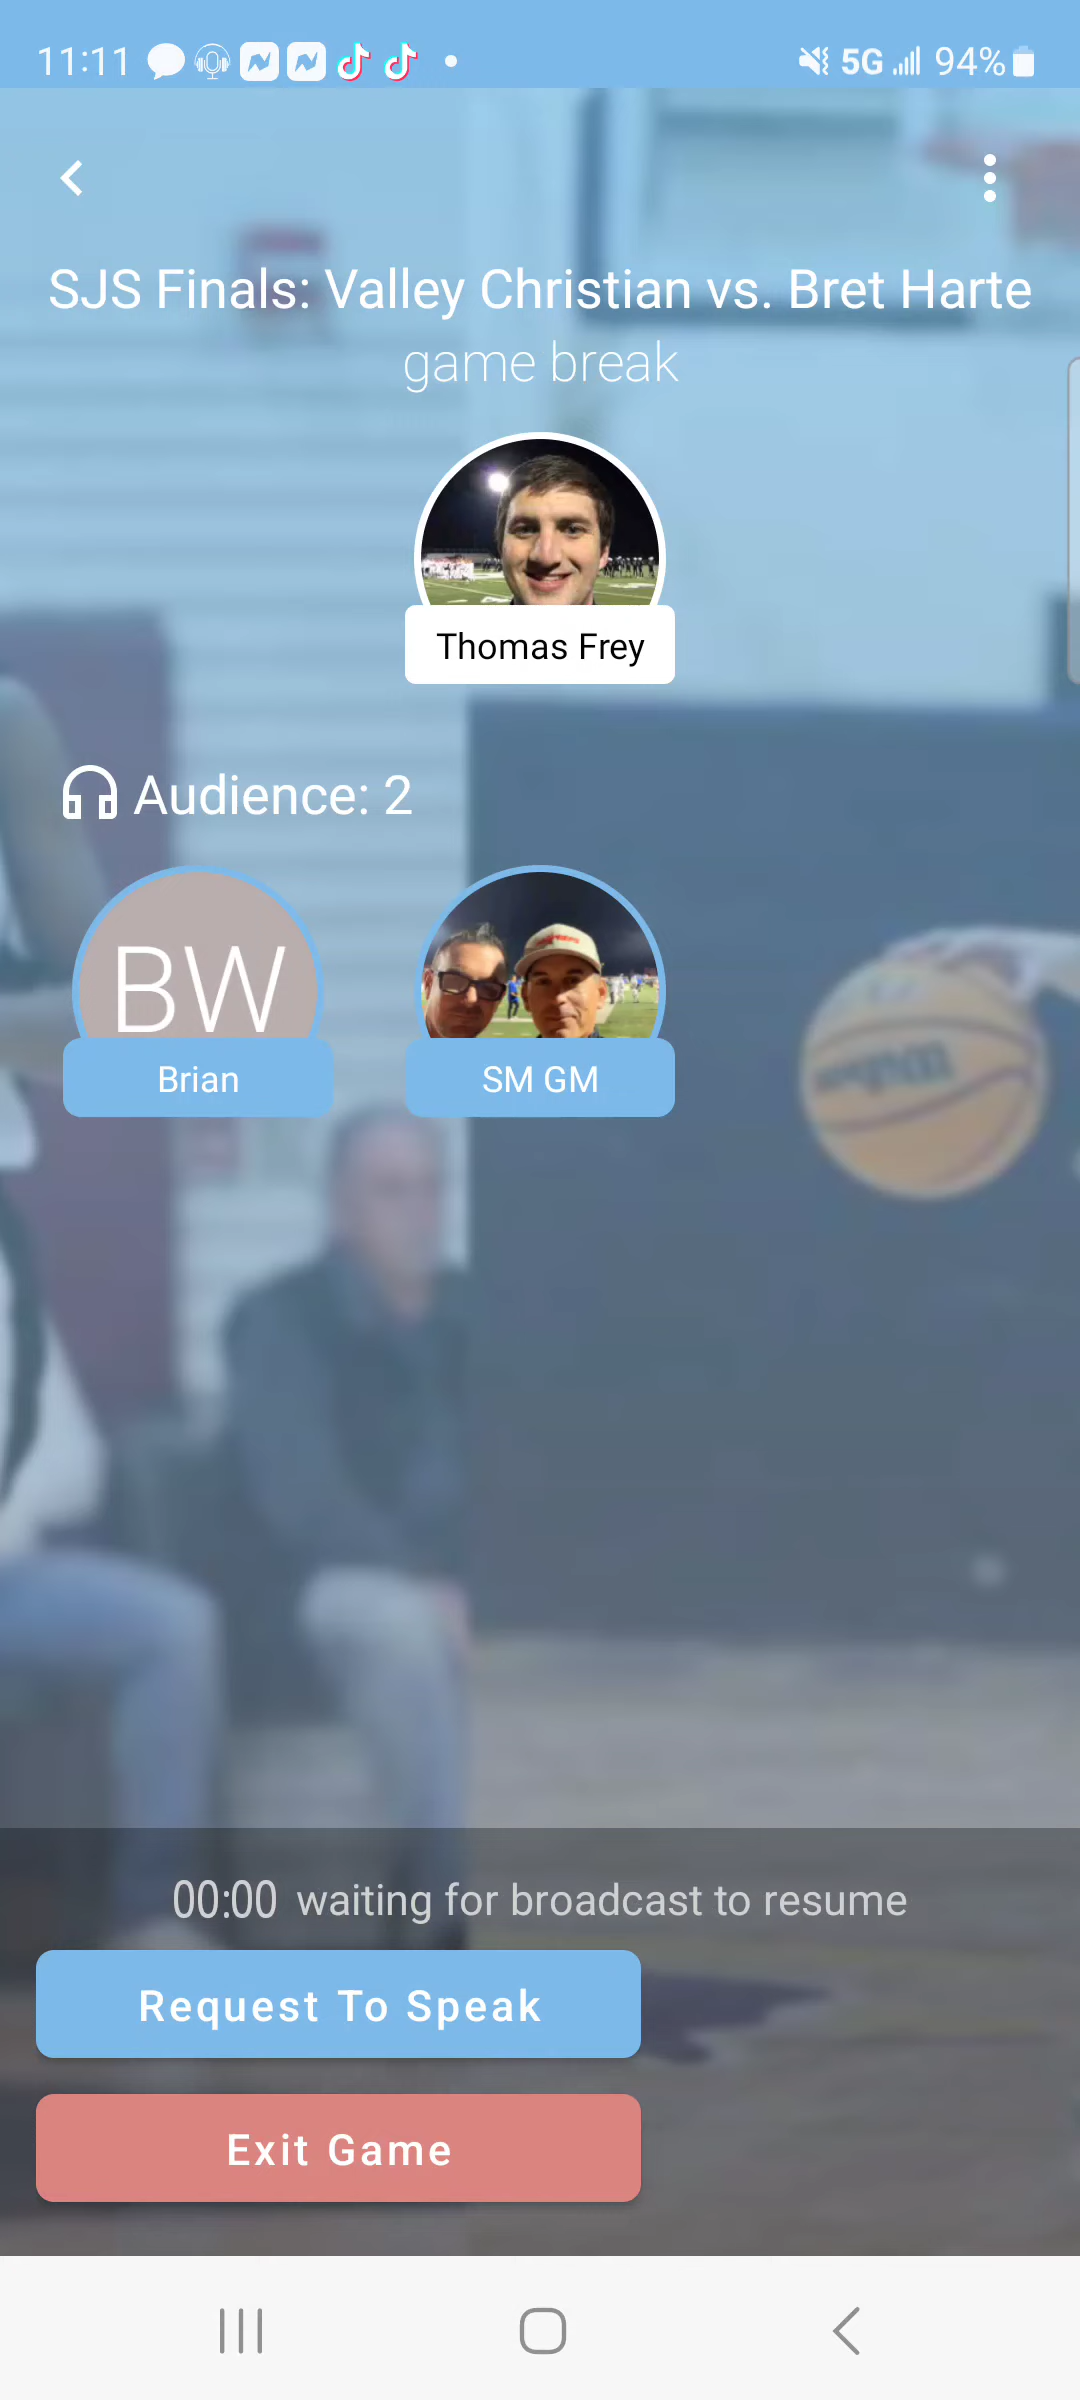 11:11
5G 94%
SJS Finals: Valley Christian vs. Bret Harte
game break
Thomas Frey
Audience: 2
BW
Brian
SM GM
00:00 waiting for broadcast to resume
Request To Speak
Exit Game